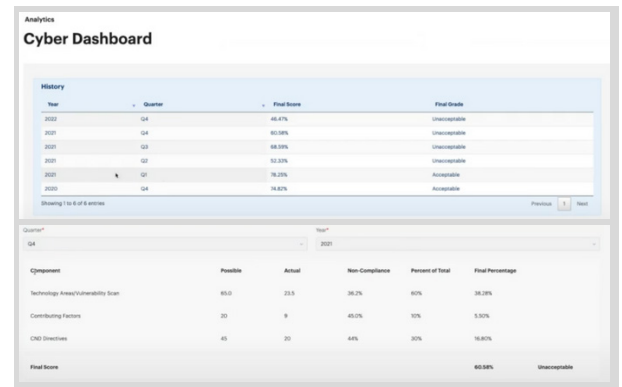 Analytics
Cyber Dashboard
History
Year Quarter Final Score Final Grade
2022 Q4 46.47% Unacceptable
2021 Q4 60.58% Unacceptable
2021 Q3 68.59% Unacceptable
2021 Q2 52.33% Unacceptable
2021 Q1 78.25% Acceptable
2020 Q4 74.82% Acceptable
Showing 1 to 6 of 6 entries Previous 1 Next
Quarter* Year*
Q4 2021
Component Possible Actual Non-Compliance Percent of Total Final Percentage
Technology Areas/Vulnerability Scan 65.0 23.5 36.2% 60% 38.28%
Contributing Factors 20 9 45.0% 10% 5.50%
CND Directives 45 20 44% 30% 16.80%
Final Score 60.58% Unacceptable